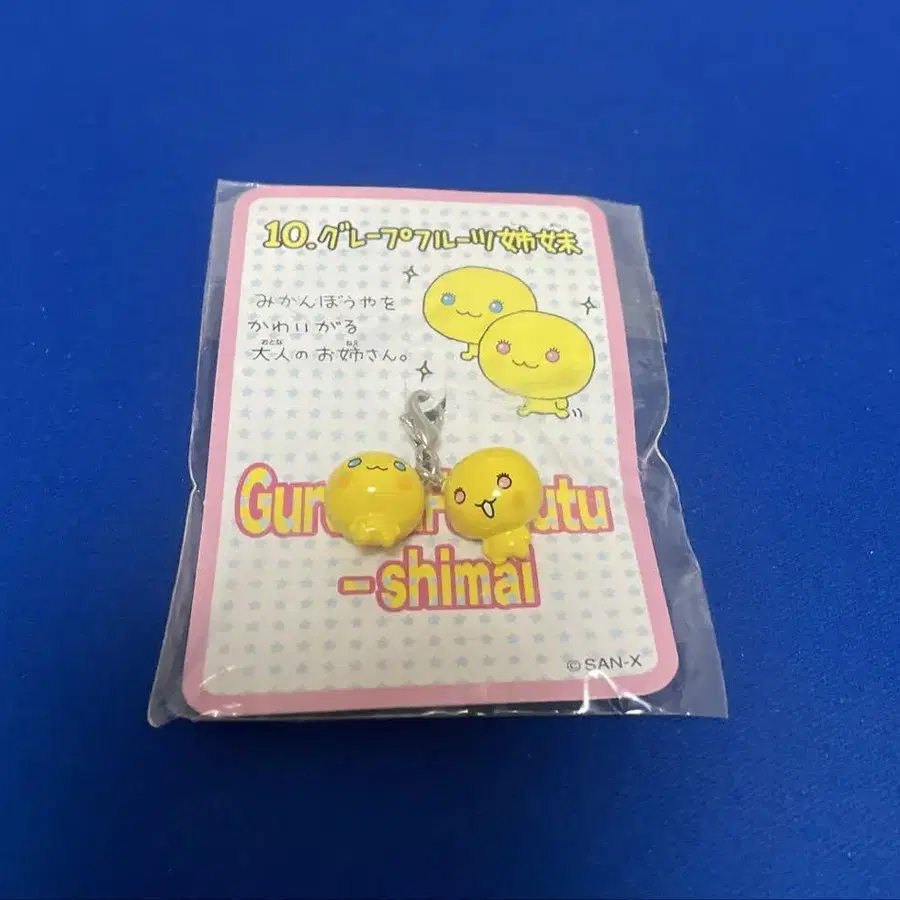 10.グレープフルーツ姉妹
みかんぼうやを
かわいがる
大人のお姉さん。
-shimai
©SAN-X